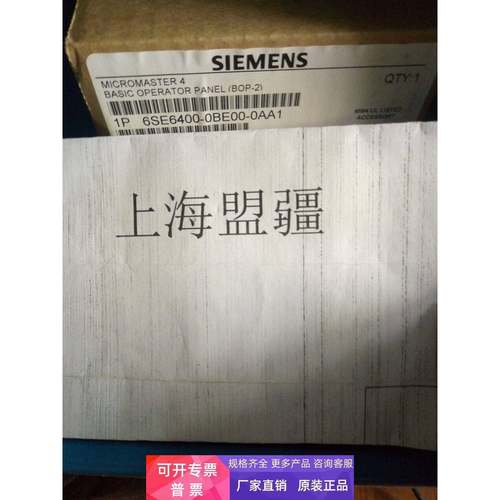 SIEMENS
MICROMASTER 4
QTY:1
BASIC OPERATOR PANEL (BOP-2)
1P 6SE6400-0BE00-0AA1
上海盟疆
可开专票
普票
规格齐全 更多产品 咨询客服
厂家直销 原装正品